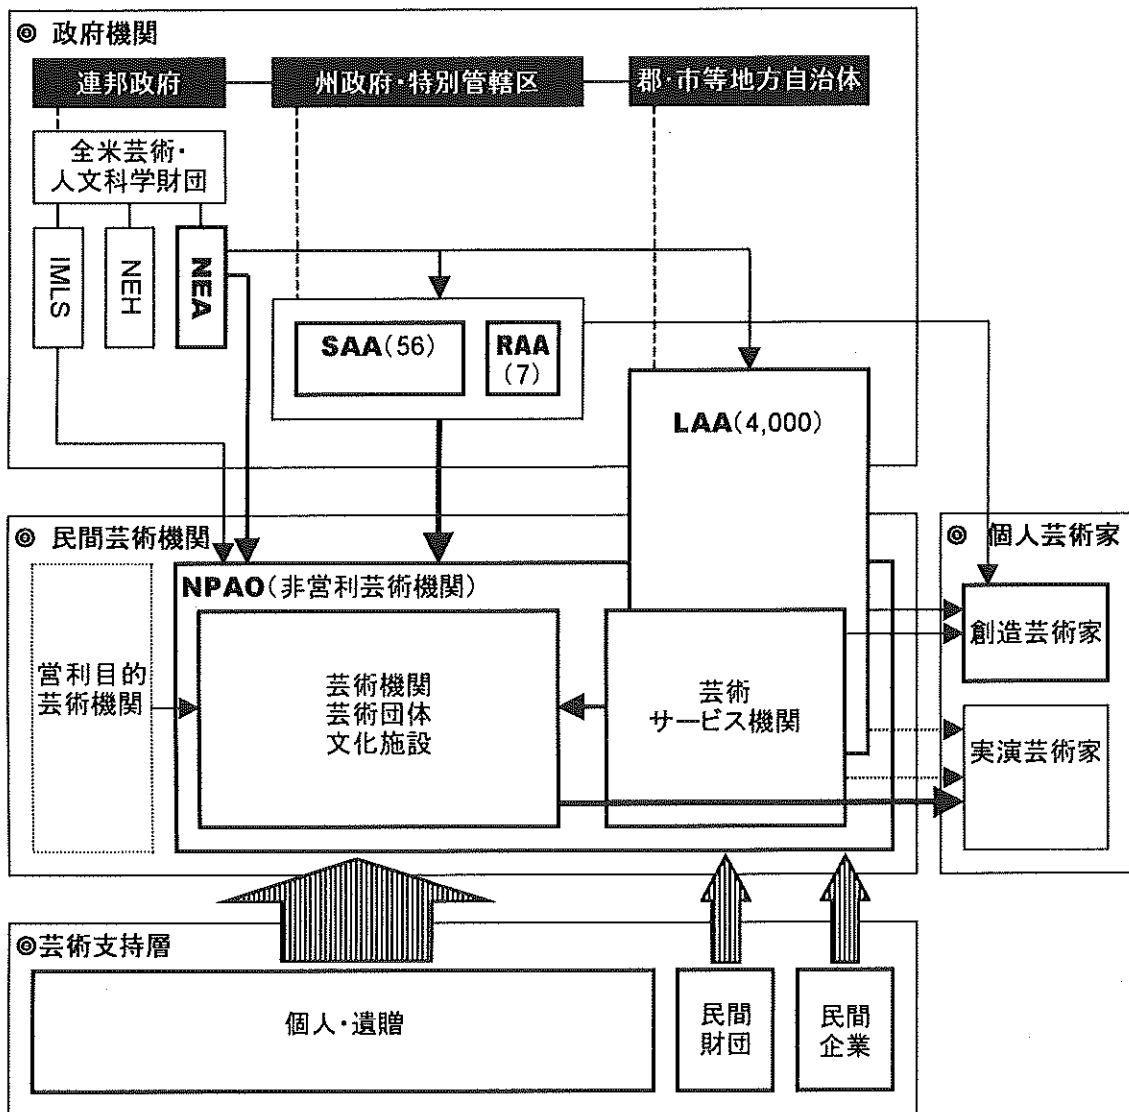 ◎ 政府機関
連邦政府
州政府・特別管轄区
郡・市等地方自治体
全米芸術・
人文科学財団
IMLS
NEH
NEA
SAA(56)
RAA
(7)
LAA(4,000)
◎ 民間芸術機関
◎ 個人芸術家
NPAO(非営利芸術機関)
営利目的
芸術機関
芸術機関
芸術団体
文化施設
芸術
サービス機関
創造芸術家
実演芸術家
◎芸術支持層
個人・遺贈
民間
財団
民間
企業